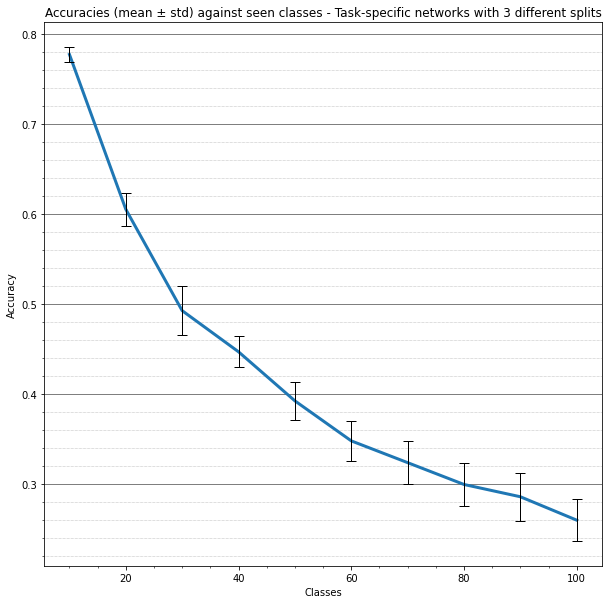 Accuracies (mean ± std) against seen classes - Task-specific networks with 3 different splits
0.8
0.7
0.6
0.5
0.4
0.3
Accuracy
20 40 60 80 100
Classes